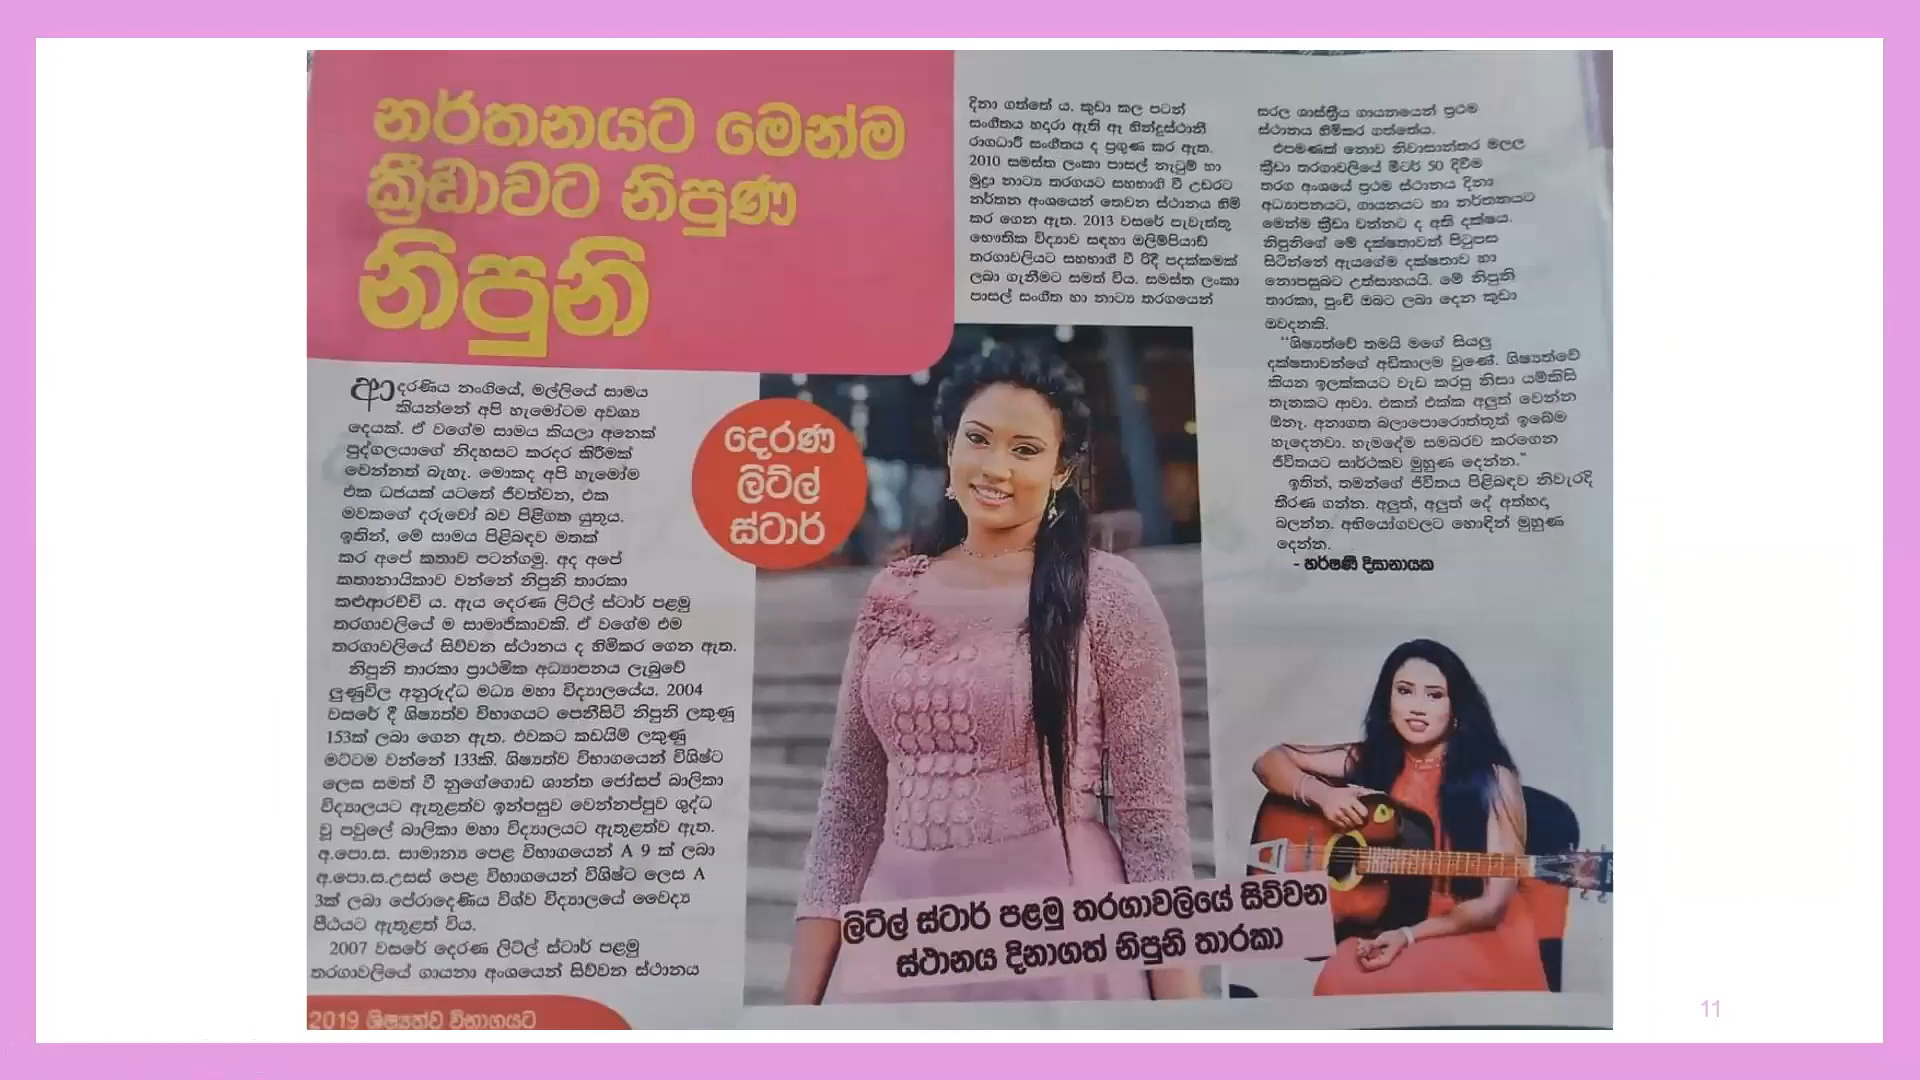 නර්තනයට මෙන්ම
ක්‍රීඩාවට නිපුණ
නිපුනි
ආදරණිය නංගියේ, මල්ලියේ සාමය
කියන්නේ අපි හැමෝටම අවශ්‍ය
දෙයක්. ඒ වගේම සාමය කියලා අනෙක්
පුද්ගලයාගේ නිදහසට කරදර කිරීමක්
වෙන්නත් බැහැ. මොකද අපි හැමෝම
එක ධජයක් යටතේ ජීවත්වන, එක
මවකගේ දරුවෝ බව පිළිගත යුතුය.
ඉතින්, මේ සාමය පිළිබඳව මතක්
කර අපේ කතාව පටන්ගමු. අද අපේ
කතානායිකාව වන්නේ නිපුනි තාරකා
කළුආරච්චි ය. ඇය දෙරණ ලිට්ල් ස්ටාර් පළමු
තරගාවලියේ ම සාමාජිකාවකි. ඒ වගේම එම
තරගාවලියේ සිව්වන ස්ථානය ද හිමිකර ගෙන ඇත.
නිපුනි තාරකා ප්‍රාථමික අධ්‍යාපනය ලැබුවේ
ලුණුවිල අනුරුද්ධ මධ්‍ය මහා විද්‍යාලයේය. 2004
වසරේ දී ශිෂ්‍යත්ව විභාගයට පෙනීසිටි නිපුනි ලකුණු
153ක් ලබා ගෙන ඇත. එවකට කඩයිම් ලකුණු
මට්ටම වන්නේ 133කි. ශිෂ්‍යත්ව විභාගයෙන් විශිෂ්ට
ලෙස සමත් වී නුගේගොඩ ශාන්ත ජෝසප් බාලිකා
විද්‍යාලයට ඇතුළත්ව ඉන්පසුව වෙන්නප්පුව ශුද්ධ
වූ පවුලේ බාලිකා මහා විද්‍යාලයට ඇතුළත්ව ඇත.
අ.පො.ස. සාමාන්‍ය පෙළ විභාගයෙන් A 9 ක් ලබා
අ.පො.ස.උසස් පෙළ විභාගයෙන් විශිෂ්ට ලෙස A
3ක් ලබා පේරාදෙණිය විශ්ව විද්‍යාලයේ වෛද්‍ය
පීඨයට ඇතුළත් විය.
2007 වසරේ දෙරණ ලිට්ල් ස්ටාර් පළමු
තරගාවලියේ ගායනා අංශයෙන් සිව්වන ස්ථානය
දිනා ගත්තේ ය. කුඩා කල පටන්
සංගීතය හදාරා ඇති ඈ හින්දුස්ථානී
රාගධාරී සංගීතය ද ප්‍රගුණ කර ඇත.
2010 සමස්ත ලංකා පාසල් නැටුම් හා
මුද්‍රා නාට්‍ය තරගයට සහභාගි වී උඩරට
නර්තන අංශයෙන් තෙවන ස්ථානය හිමි
කර ගෙන ඇත. 2013 වසරේ පැවැත්තූ
භෞතික විද්‍යාව සඳහා ඔලිම්පියාඩ්
තරගාවලියට සහභාගී වී රිදී පදක්කමක්
ලබා ගැනීමට සමත් විය. සමස්ත ලංකා
පාසල් සංගීත හා නාට්‍ය තරගයෙන්
සරල ශාස්ත්‍රීය ගායනයෙන් ප්‍රථම
ස්ථානය හිමිකර ගත්තේය.
එපමණක් නොව නිවාසාන්තර මලල
ක්‍රීඩා තරගාවලියේ මීටර් 50 දිවීම
තරග අංශයේ ප්‍රථම ස්ථානය දිනා
අධ්‍යාපනයට, ගායනයට හා නර්තනයට
මෙන්ම ක්‍රීඩා වන්නට ද අති දක්ෂය.
නිපුනිගේ මේ දක්ෂතාවන් පිටුපස
සිටින්නේ ඇයගේම දක්ෂතාව හා
නොපසුබට උත්සාහයයි. මේ නිපුනි
තාරකා, පුංචි ඔබට ලබා දෙන කුඩා
ඔවදනකි.
“ශිෂ්‍යත්වේ තමයි මගේ සියලු
දක්ෂතාවන්ගේ අඩිතාලම වුණේ. ශිෂ්‍යත්වේ
කියන ඉලක්කයට වැඩ කරපු නිසා යම්කිසි
තැනකට ආවා. එකත් එක්ක අලුත් වෙන්න
ඕනෑ. අනාගත බලාපොරොත්තුත් ඉබේම
හැදෙනවා. හැමදේම සමබරව කරගෙන
ජීවිතයට සාර්ථකව මුහුණ දෙන්න.”
ඉතින්, තමන්ගේ ජීවිතය පිළිබඳව නිවැරදි
තීරණ ගන්න. අලුත්, අලුත් දේ අත්හදා
බලන්න. අභියෝගවලට හොඳින් මුහුණ
දෙන්න.
- හර්ෂණී දිසානායක
දෙරණ
ලිට්ල්
ස්ටාර්
ලිට්ල් ස්ටාර් පළමු තරගාවලියේ සිව්වන
ස්ථානය දිනාගත් නිපුනි තාරකා
2019 ශිෂ්‍යත්ව විභාගයට
11